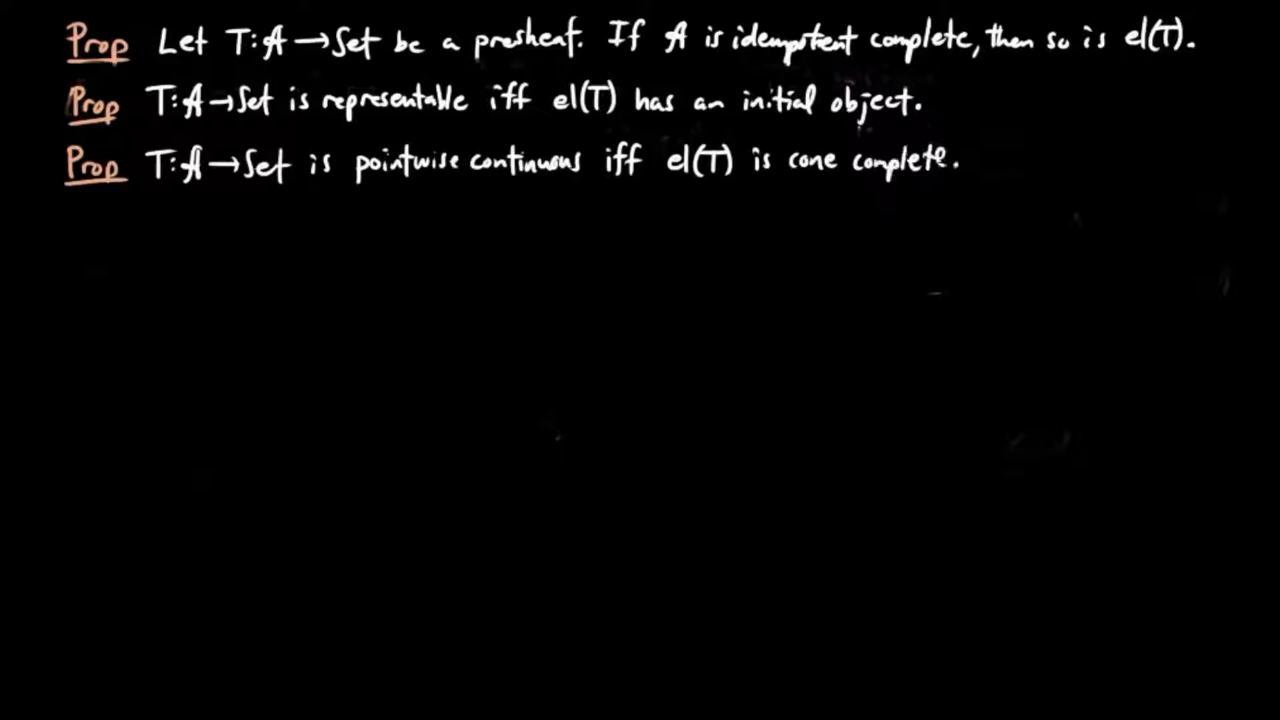 Prop Let T: A → Set be a presheaf. If A is idempotent complete, then so is el(T).
Prop T: A → Set is representable iff el(T) has an initial object.
Prop T: A → Set is pointwise continuous iff el(T) is cone complete.